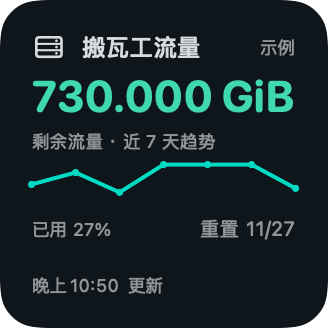 搬瓦工流量 示例
730.000 GiB
剩余流量 · 近 7 天趋势
已用 27% 重置 11/27
晚上 10:50 更新